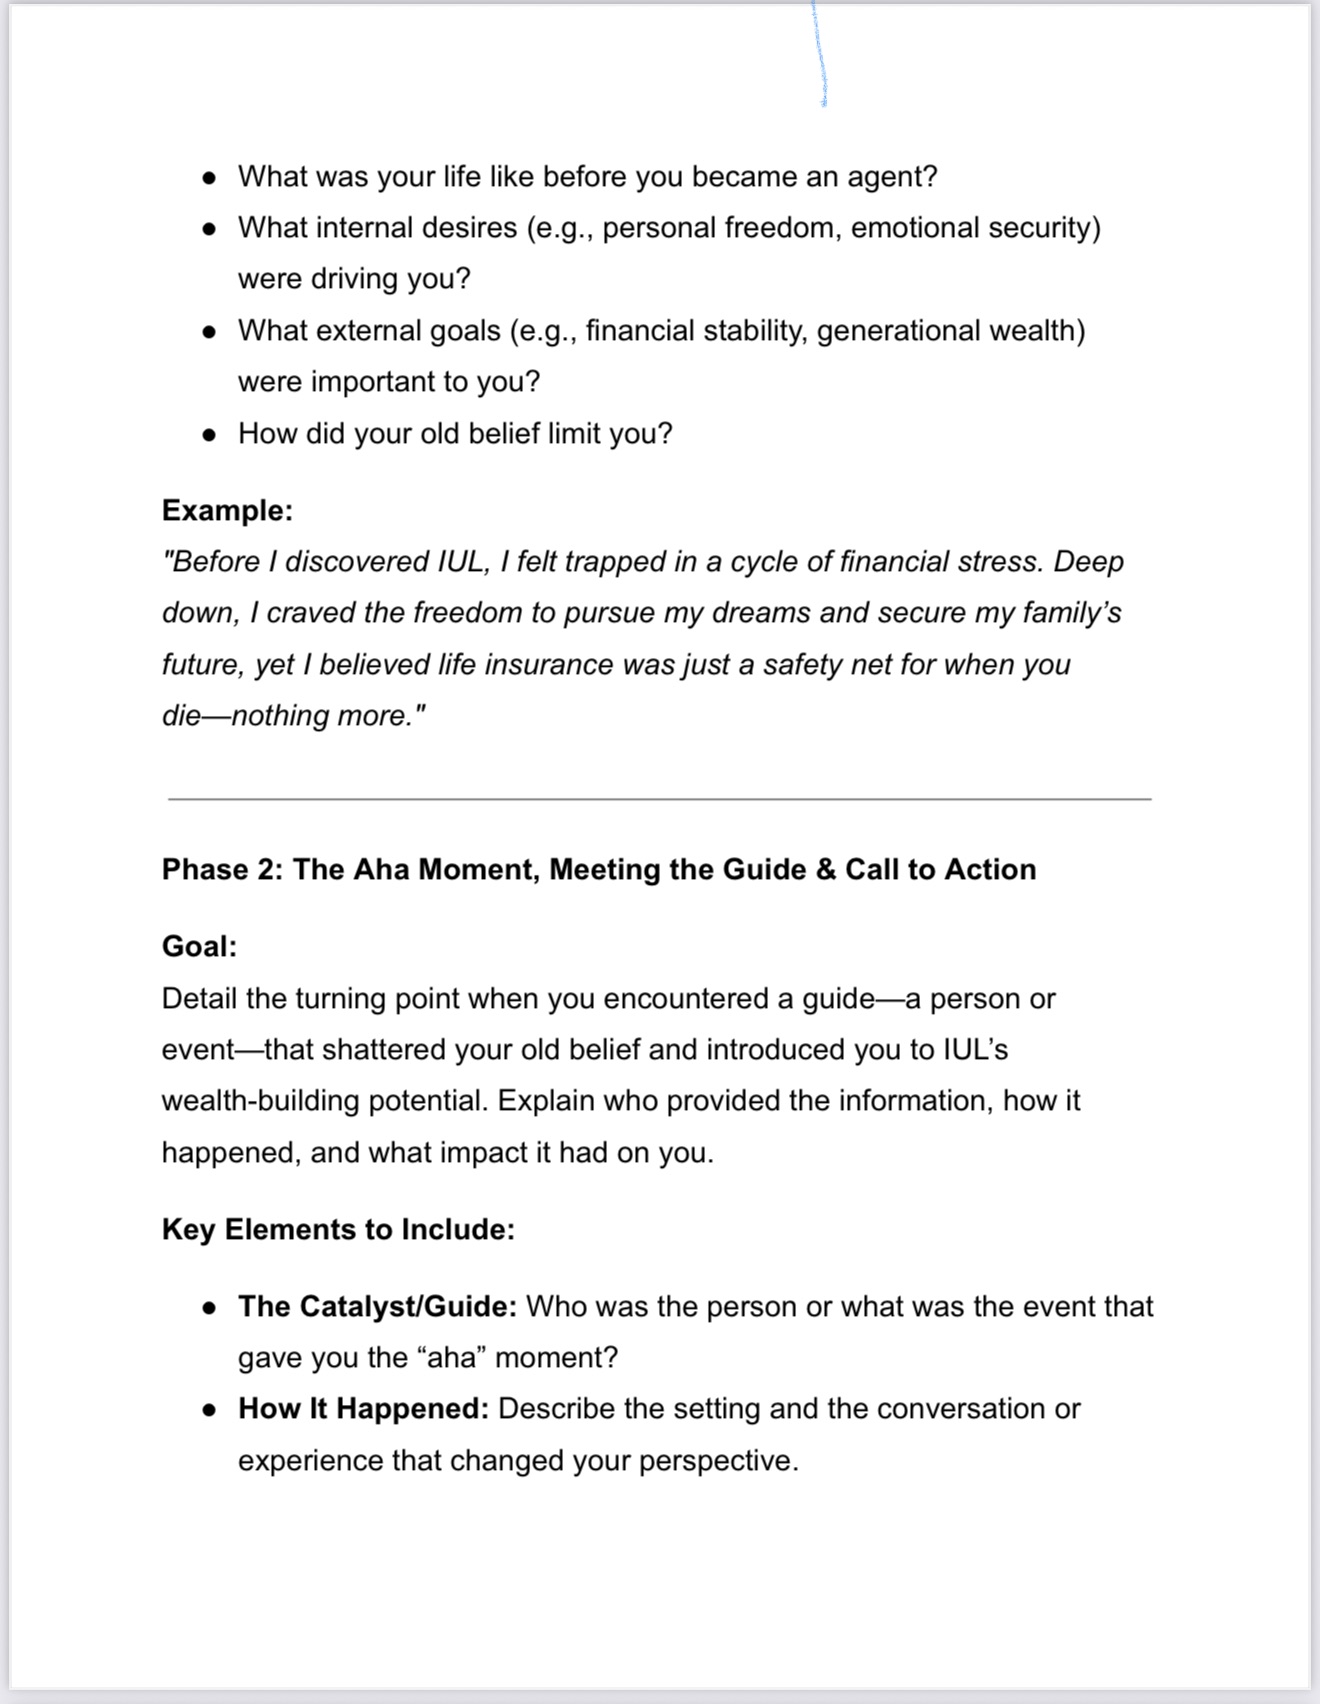 ● What was your life like before you became an agent?
● What internal desires (e.g., personal freedom, emotional security)
were driving you?
● What external goals (e.g., financial stability, generational wealth)
were important to you?
● How did your old belief limit you?
Example:
"Before I discovered IUL, I felt trapped in a cycle of financial stress. Deep
down, I craved the freedom to pursue my dreams and secure my family’s
future, yet I believed life insurance was just a safety net for when you
die—nothing more."
Phase 2: The Aha Moment, Meeting the Guide & Call to Action
Goal:
Detail the turning point when you encountered a guide—a person or
event—that shattered your old belief and introduced you to IUL’s
wealth-building potential. Explain who provided the information, how it
happened, and what impact it had on you.
Key Elements to Include:
● The Catalyst/Guide: Who was the person or what was the event that
gave you the “aha” moment?
● How It Happened: Describe the setting and the conversation or
experience that changed your perspective.